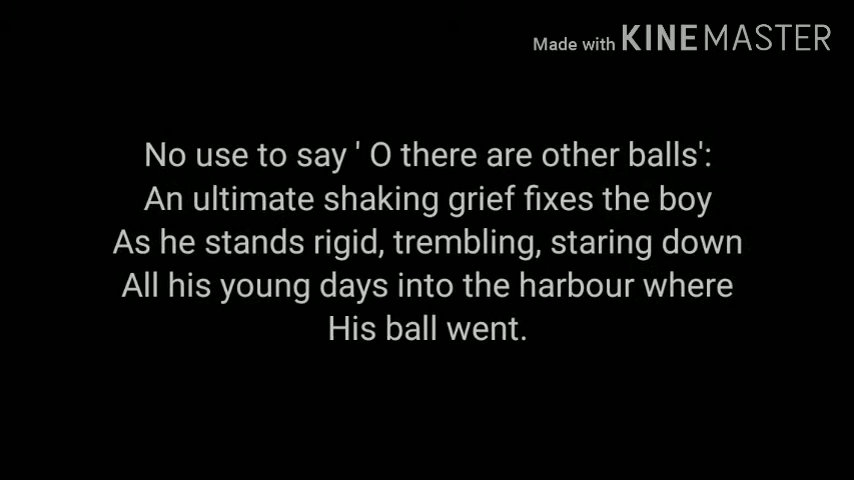 Made with KINEMASTER
No use to say ' O there are other balls':
An ultimate shaking grief fixes the boy
As he stands rigid, trembling, staring down
All his young days into the harbour where
His ball went.